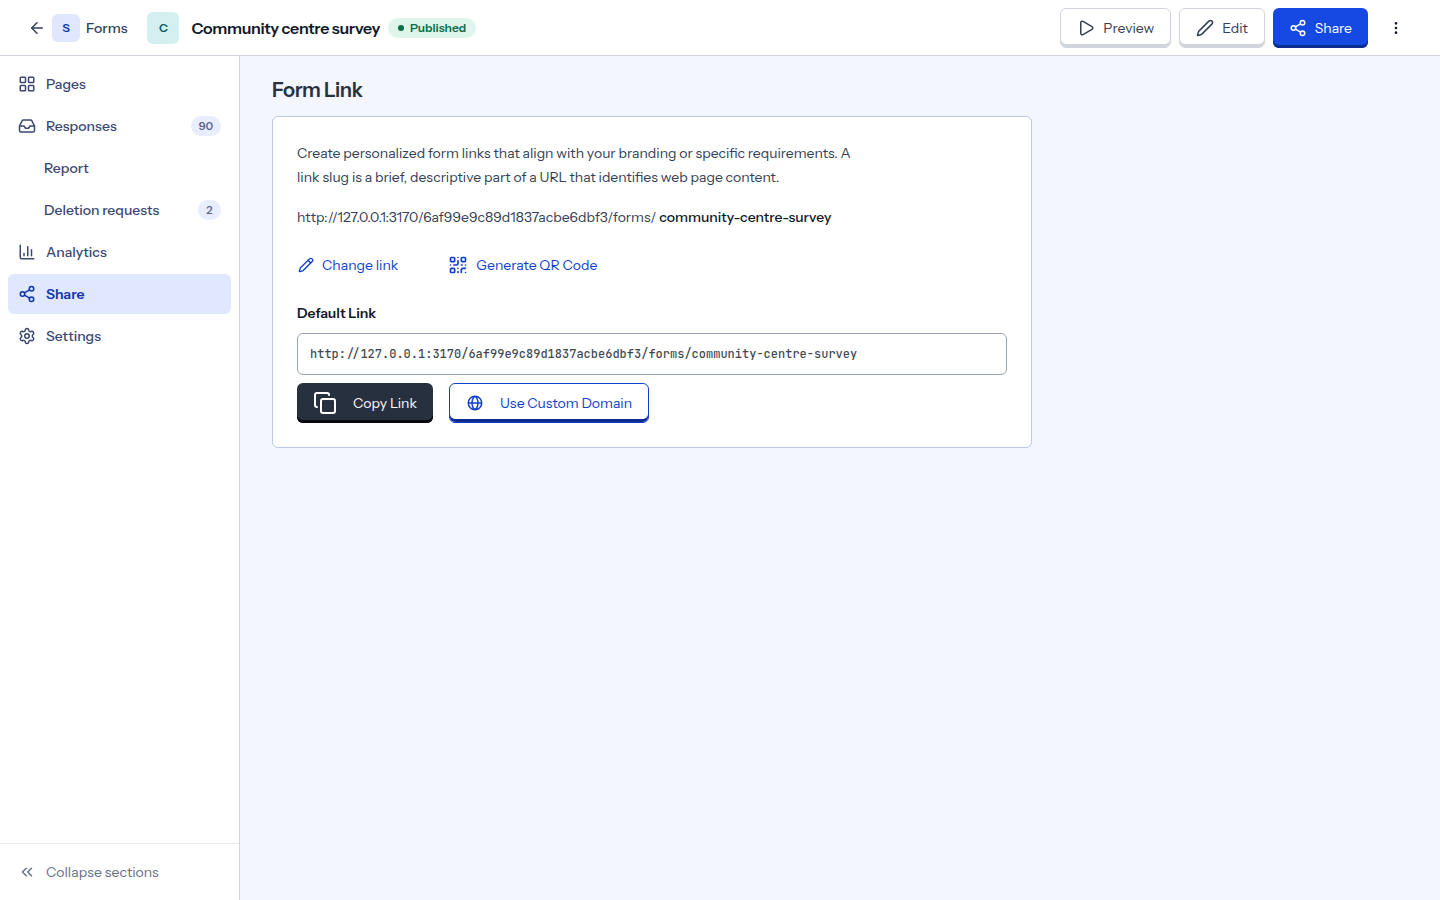 S Forms C Community centre survey Published Preview Edit Share
Pages
Responses 90
Report
Deletion requests 2
Analytics
Share
Settings
Collapse sections
Form Link
Create personalized form links that align with your branding or specific requirements. A
link slug is a brief, descriptive part of a URL that identifies web page content.
http://127.0.0.1:3170/6af99e9c89d1837acbe6dbf3/forms/ community-centre-survey
Change link Generate QR Code
Default Link
http://127.0.0.1:3170/6af99e9c89d1837acbe6dbf3/forms/community-centre-survey
Copy Link Use Custom Domain